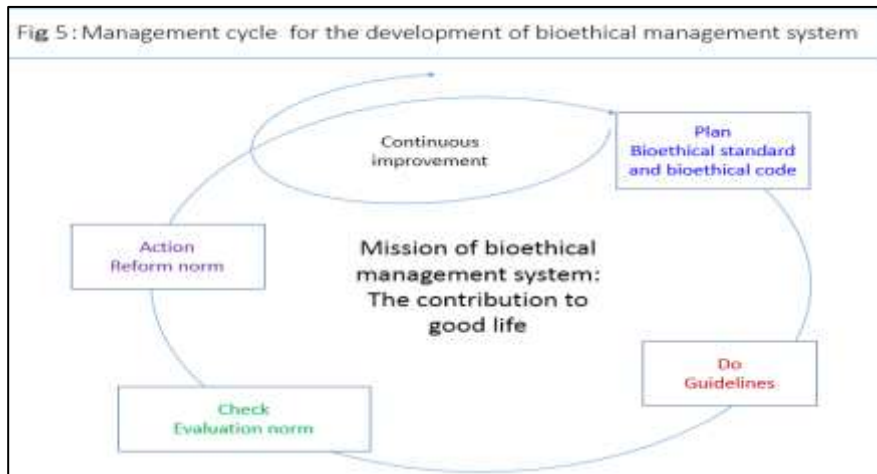 Fig 5 : Management cycle for the development of bioethical management system
Continuous
improvement
Plan
Bioethical standard
and bioethical code
Action
Reform norm
Mission of bioethical
management system:
The contribution to
good life
Do
Guidelines
Check
Evaluation norm